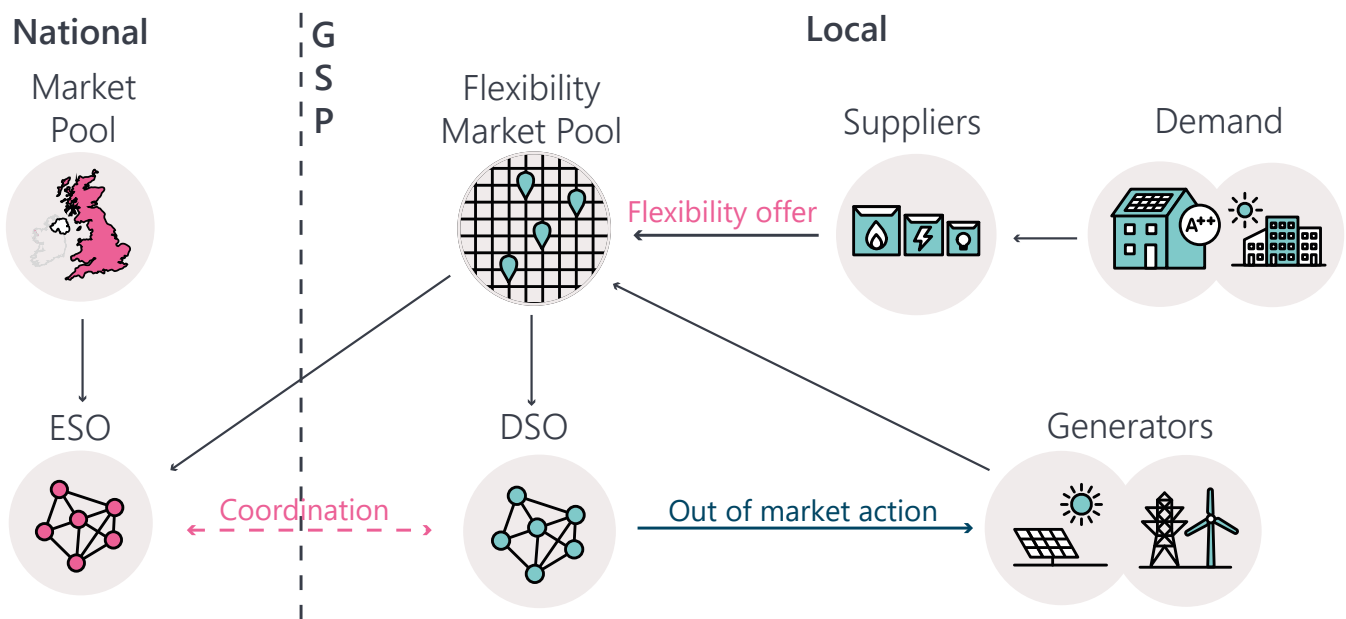 National
G
S
P
Local
Market
Pool
Flexibility
Market Pool
Suppliers
Demand
Flexibility offer
A++
ESO
DSO
Generators
Coordination
Out of market action